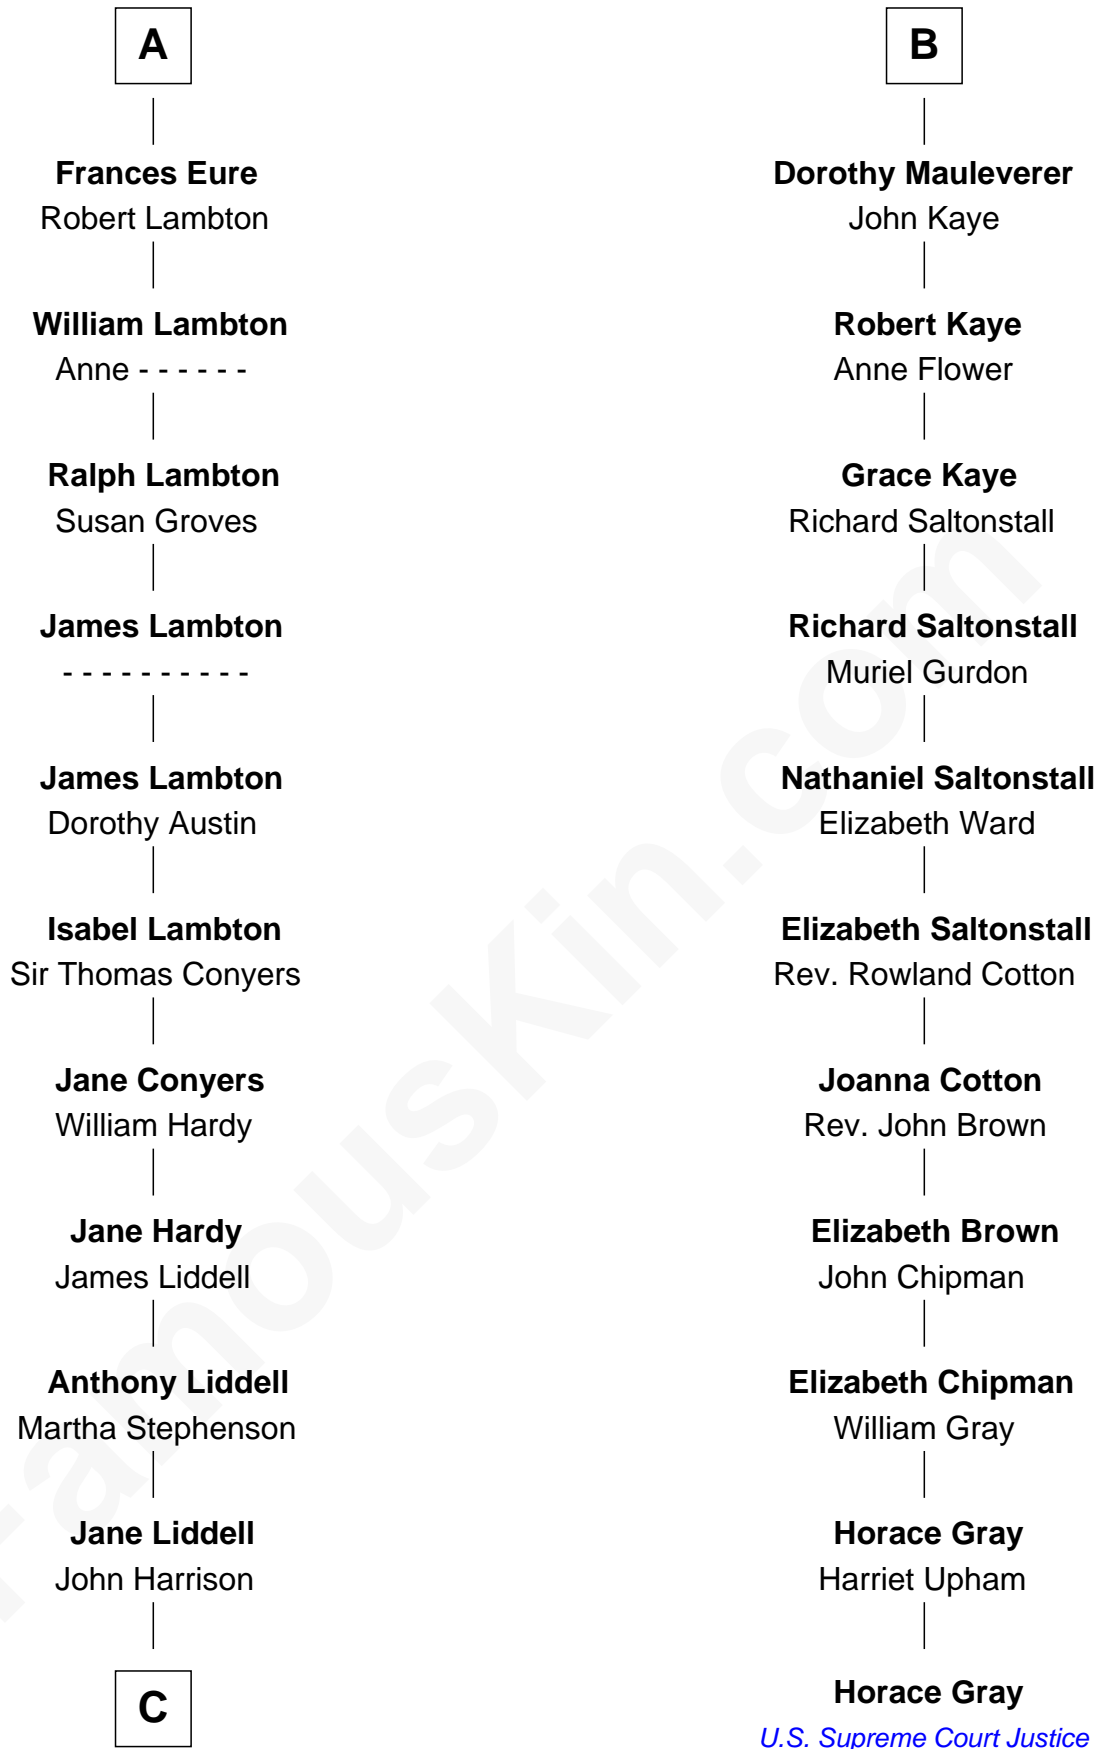 A
Frances Eure
Robert Lambton
William Lambton
Anne - - - - - -
Ralph Lambton
Susan Groves
James Lambton
- - - - - - - - - -
James Lambton
Dorothy Austin
Isabel Lambton
Sir Thomas Conyers
Jane Conyers
William Hardy
Jane Hardy
James Liddell
Anthony Liddell
Martha Stephenson
Jane Liddell
John Harrison
C
B
Dorothy Mauleverer
John Kaye
Robert Kaye
Anne Flower
Grace Kaye
Richard Saltonstall
Richard Saltonstall
Muriel Gurdon
Nathaniel Saltonstall
Elizabeth Ward
Elizabeth Saltonstall
Rev. Rowland Cotton
Joanna Cotton
Rev. John Brown
Elizabeth Brown
John Chipman
Elizabeth Chipman
William Gray
Horace Gray
Harriet Upham
Horace Gray
U.S. Supreme Court Justice
FamousKin.com